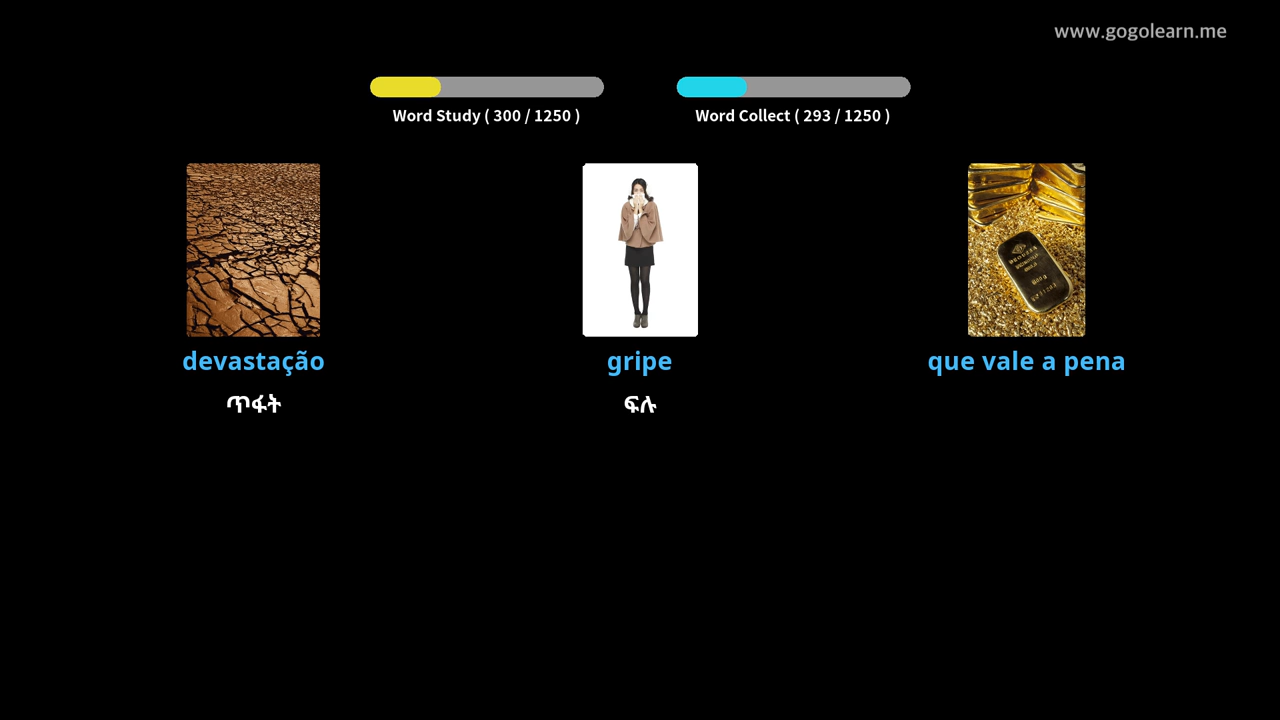 www.gogolearn.me
Word Study ( 300 / 1250 )
Word Collect ( 293 / 1250 )
devastação
gripe
que vale a pena
ጥፋት
ፍሉ